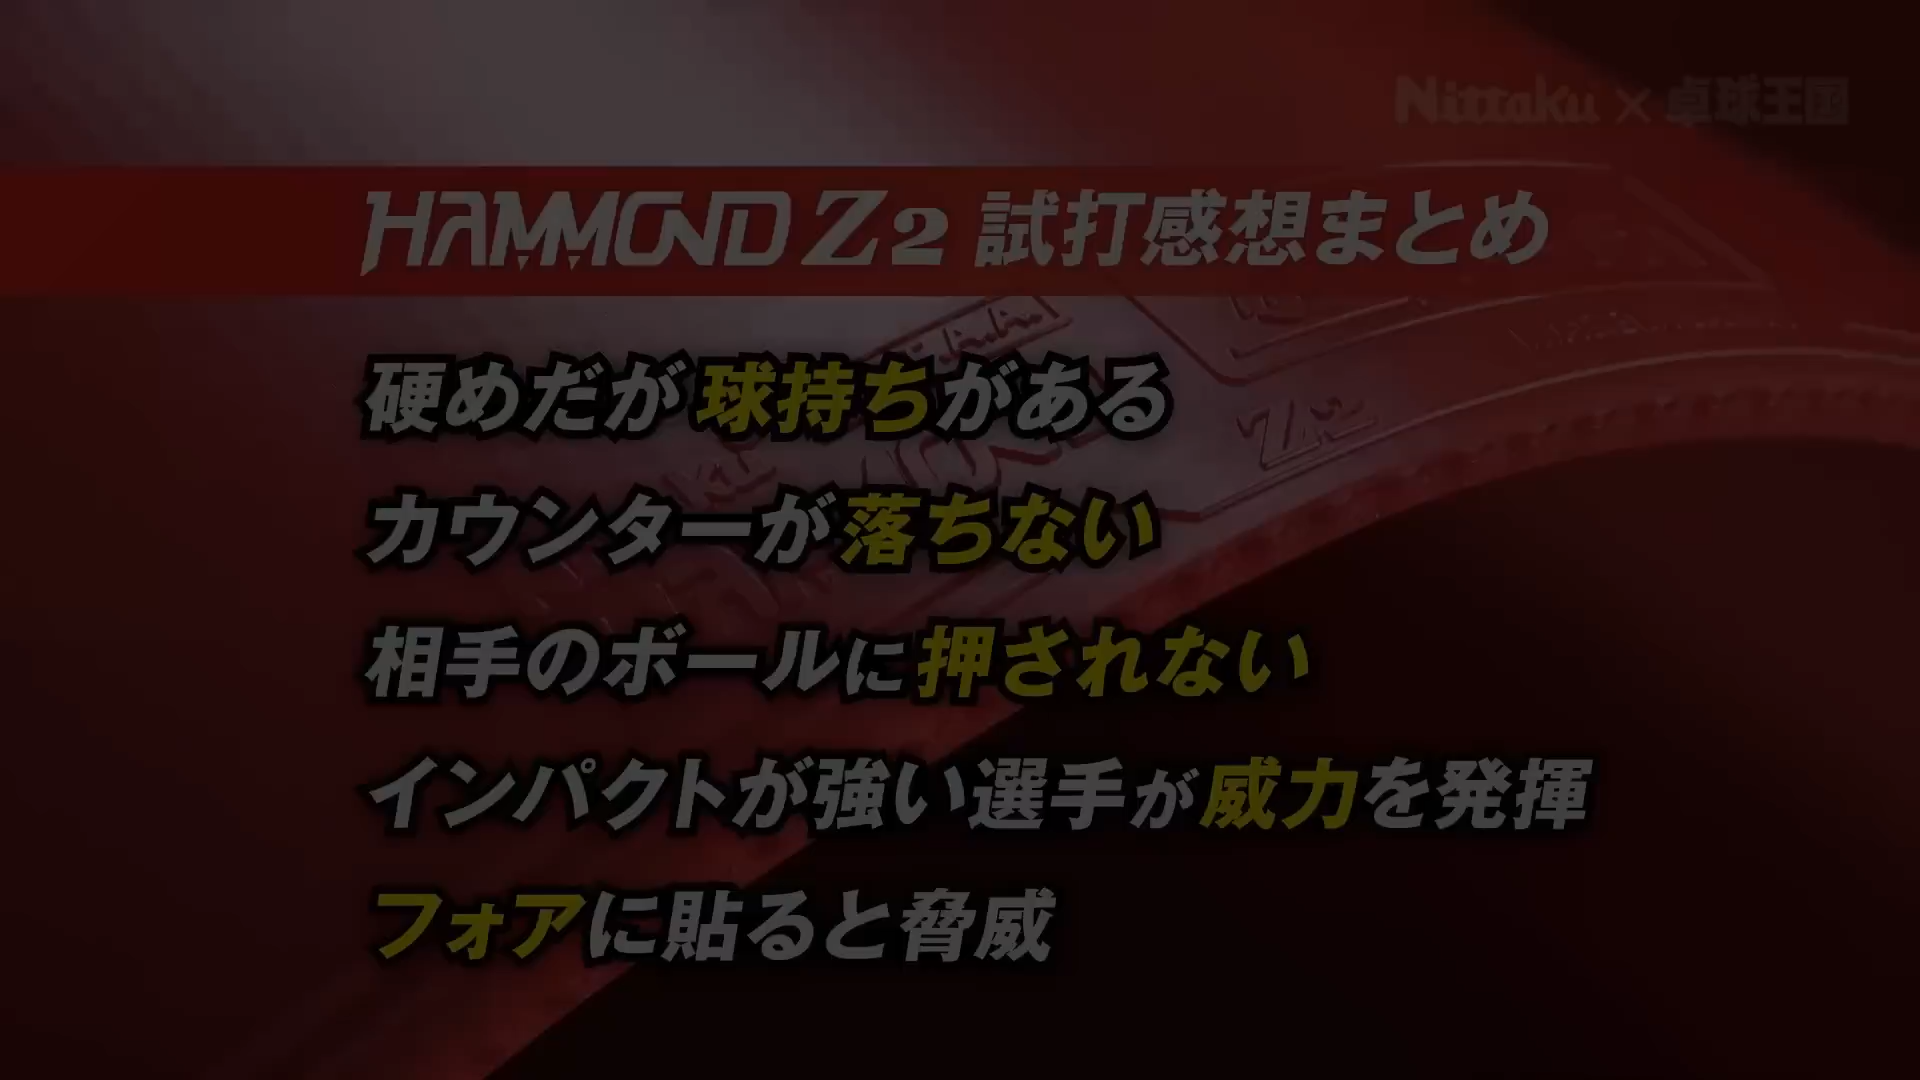 Nittaku × 卓球王国
HAMMOND Z2 試打感想まとめ
硬めだが球持ちがある
カウンターが落ちない
相手のボールに押されない
インパクトが強い選手が威力を発揮
フォアに貼ると脅威
Z2